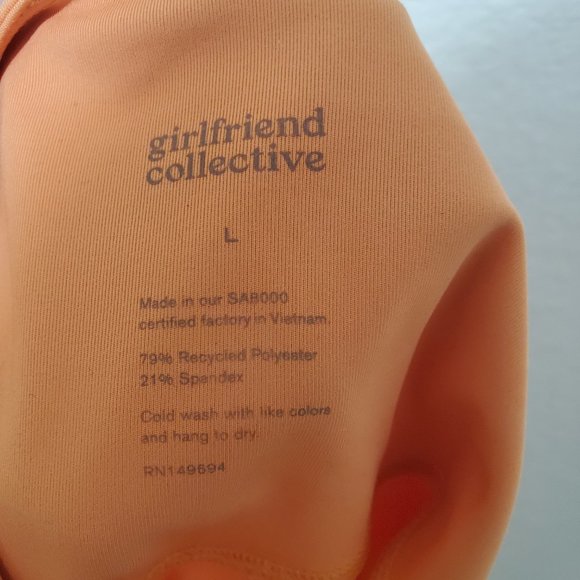 girlfriend
collective
L
Made in our SA8000
certified factory in Vietnam.
79% Recycled Polyester
21% Spandex
Cold wash with like colors
and hang to dry.
RN149694